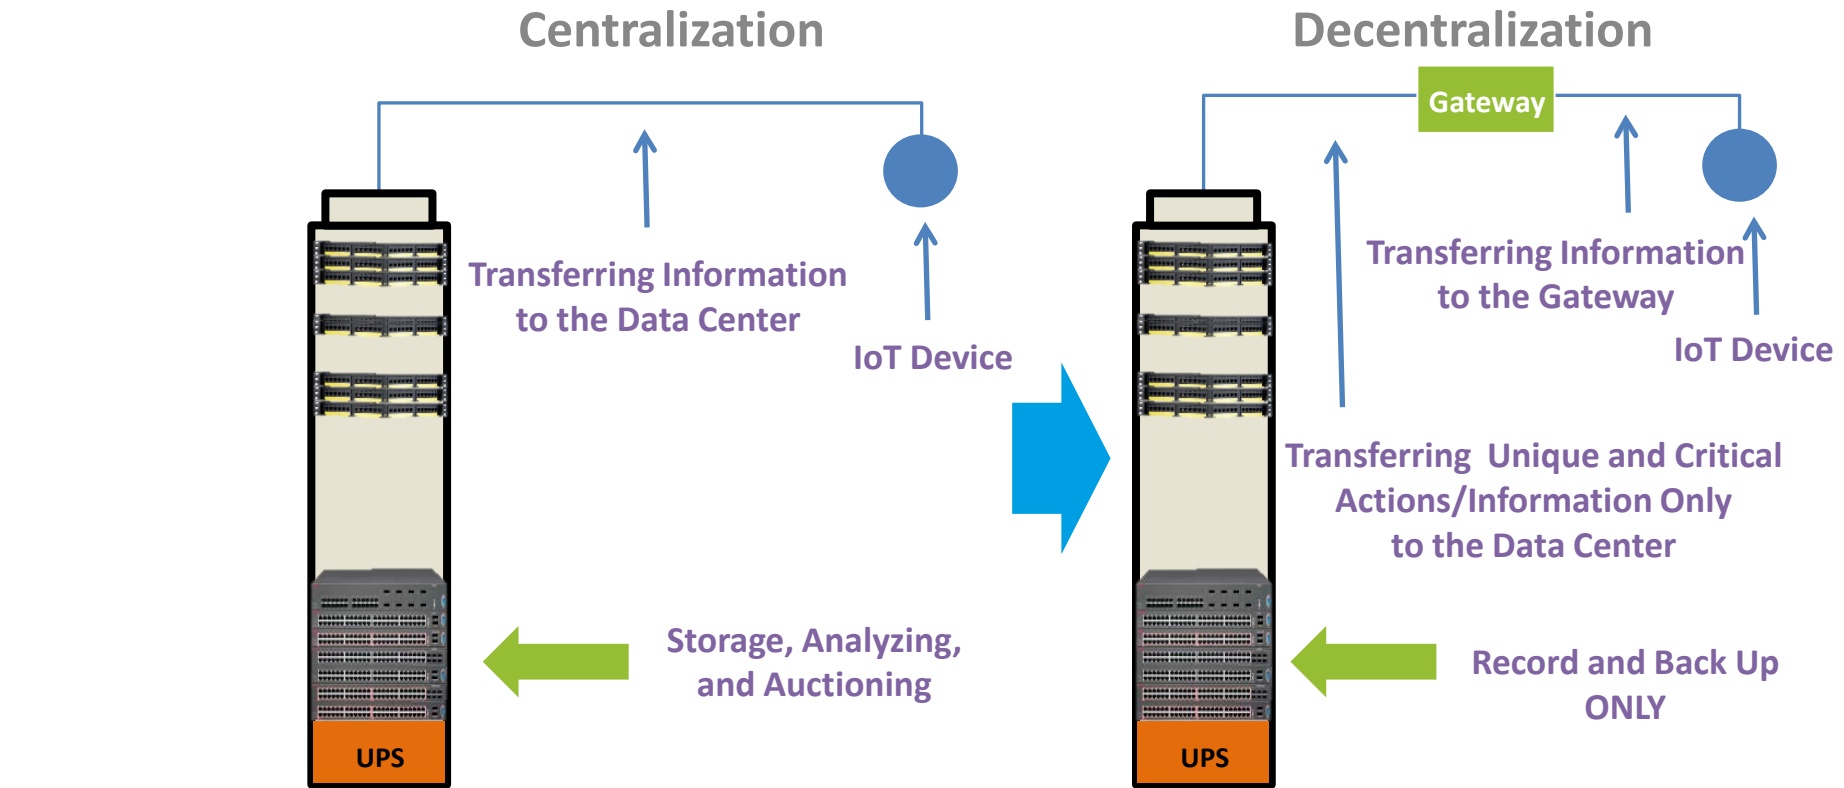 Centralization
Transferring Information
to the Data Center
IoT Device
Storage, Analyzing,
and Auctioning
UPS
Decentralization
Gateway
Transferring Information
to the Gateway
IoT Device
Transferring  Unique and Critical
Actions/Information Only
to the Data Center
Record and Back Up
ONLY
UPS